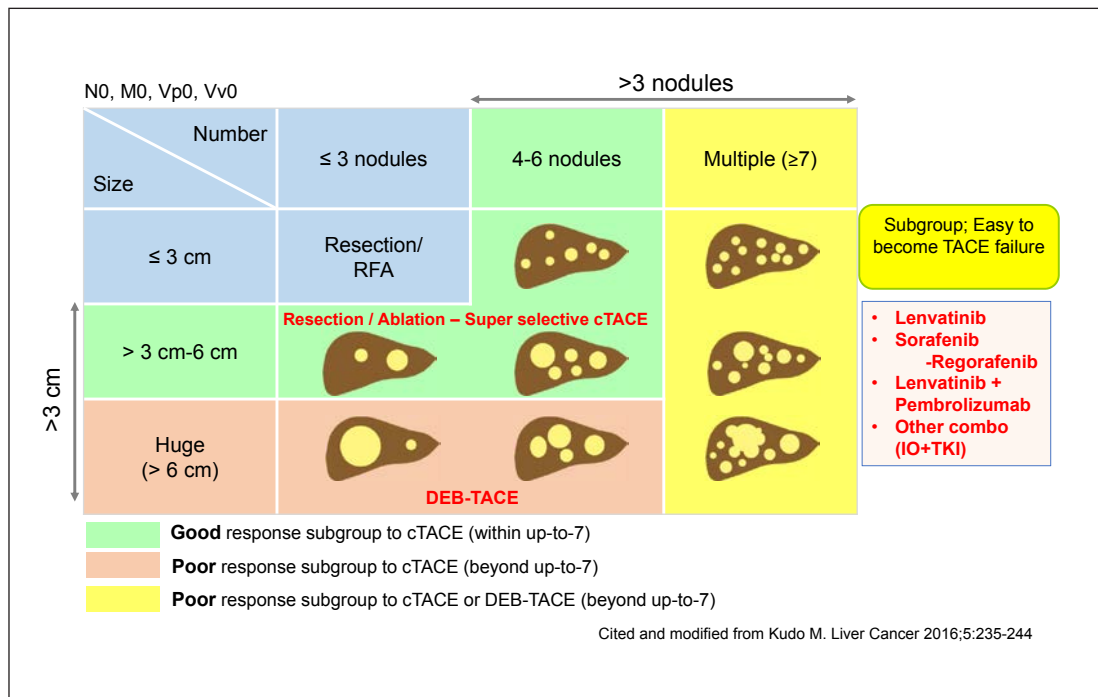 >3 nodules
N0, M0, Vp0, Vv0
Number
Size
≤ 3 nodules
4-6 nodules
Multiple (≥7)
≤ 3 cm
Resection/
RFA
Subgroup; Easy to
become TACE failure
>3 cm
> 3 cm-6 cm
Resection / Ablation – Super selective cTACE
• Lenvatinib
• Sorafenib
-Regorafenib
• Lenvatinib +
Pembrolizumab
• Other combo
(IO+TKI)
Huge
(> 6 cm)
DEB-TACE
Good response subgroup to cTACE (within up-to-7)
Poor response subgroup to cTACE (beyond up-to-7)
Poor response subgroup to cTACE or DEB-TACE (beyond up-to-7)
Cited and modified from Kudo M. Liver Cancer 2016;5:235-244